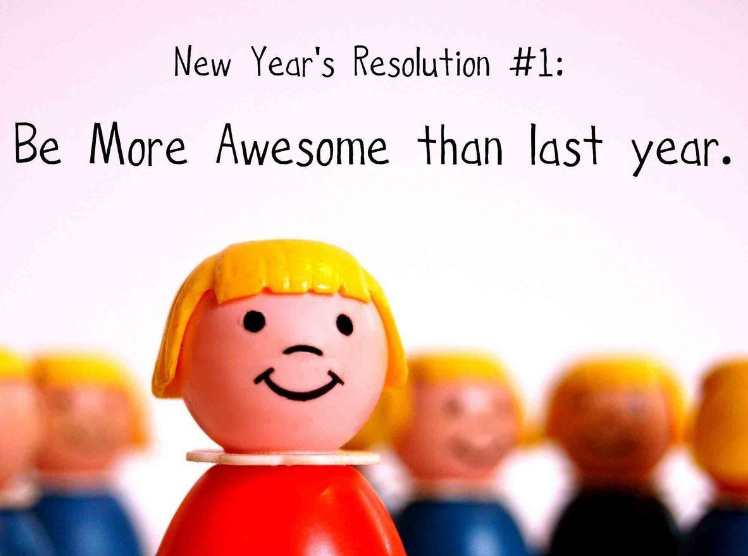 New Year's Resolution #1:
Be More Awesome than last year.